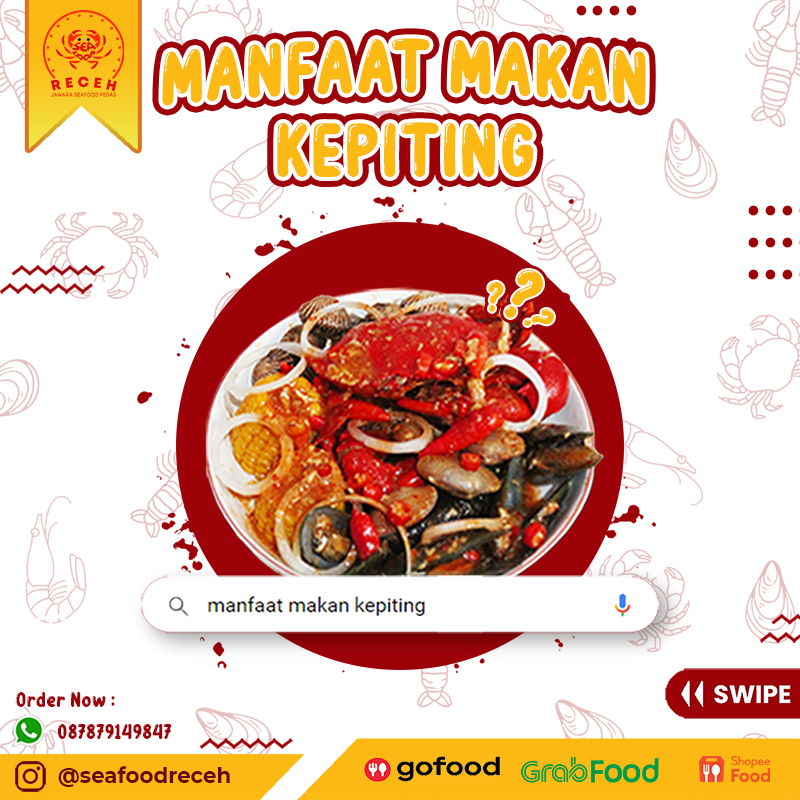 SEA
RECEH
JAWARA SEAFOOD PEDAS
MANFAAT MAKAN
KEPITING
???
manfaat makan kepiting
SWIPE
Order Now :
087879149847
@seafoodreceh
gofood
GrabFood
Shopee
Food